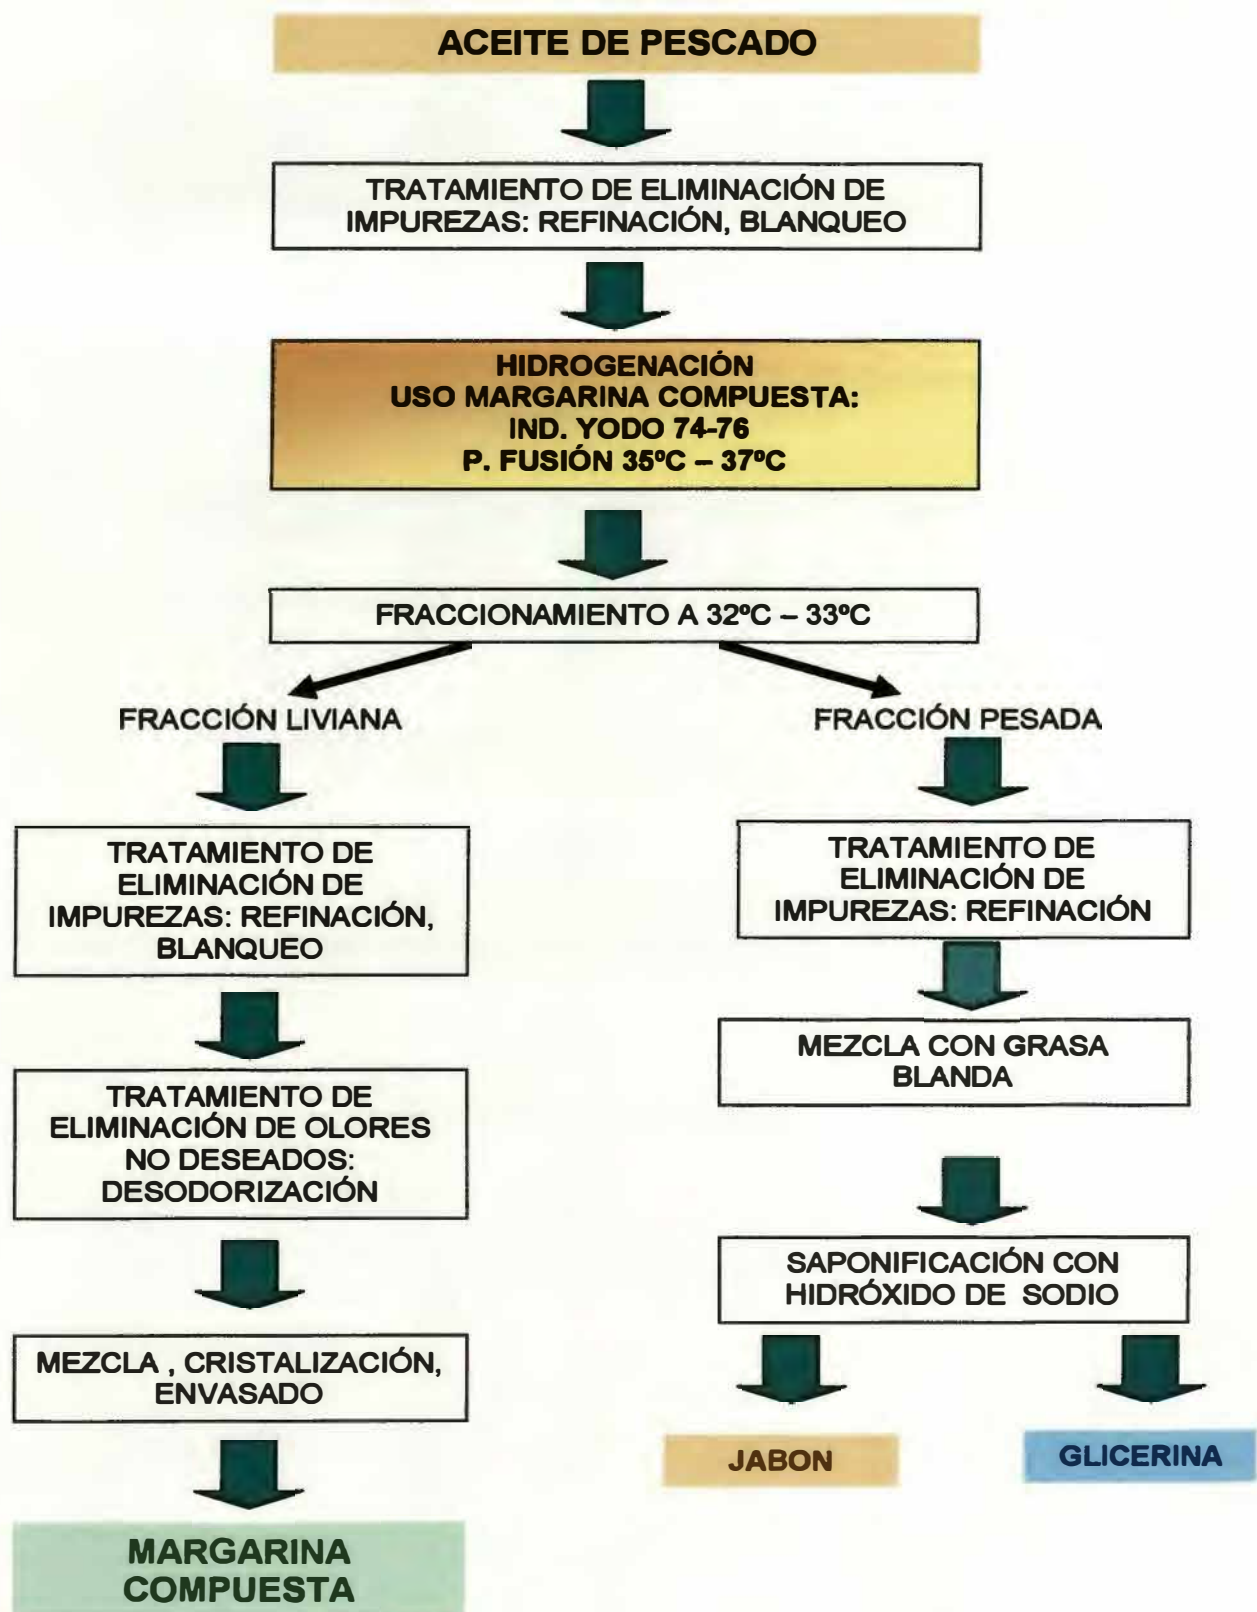 ACEITE DE PESCADO
TRATAMIENTO DE ELIMINACIÓN DE
IMPUREZAS: REFINACIÓN, BLANQUEO
HIDROGENACIÓN
USO MARGARINA COMPUESTA:
IND. YODO 74-76
P. FUSIÓN 35ºC – 37ºC
FRACCIONAMIENTO A 32ºC – 33ºC
FRACCIÓN LIVIANA
FRACCIÓN PESADA
TRATAMIENTO DE
ELIMINACIÓN DE
IMPUREZAS: REFINACIÓN,
BLANQUEO
TRATAMIENTO DE
ELIMINACIÓN DE OLORES
NO DESEADOS:
DESODORIZACIÓN
MEZCLA , CRISTALIZACIÓN,
ENVASADO
MARGARINA
COMPUESTA
TRATAMIENTO DE
ELIMINACIÓN DE
IMPUREZAS: REFINACIÓN
MEZCLA CON GRASA
BLANDA
SAPONIFICACIÓN CON
HIDRÓXIDO DE SODIO
JABON
GLICERINA